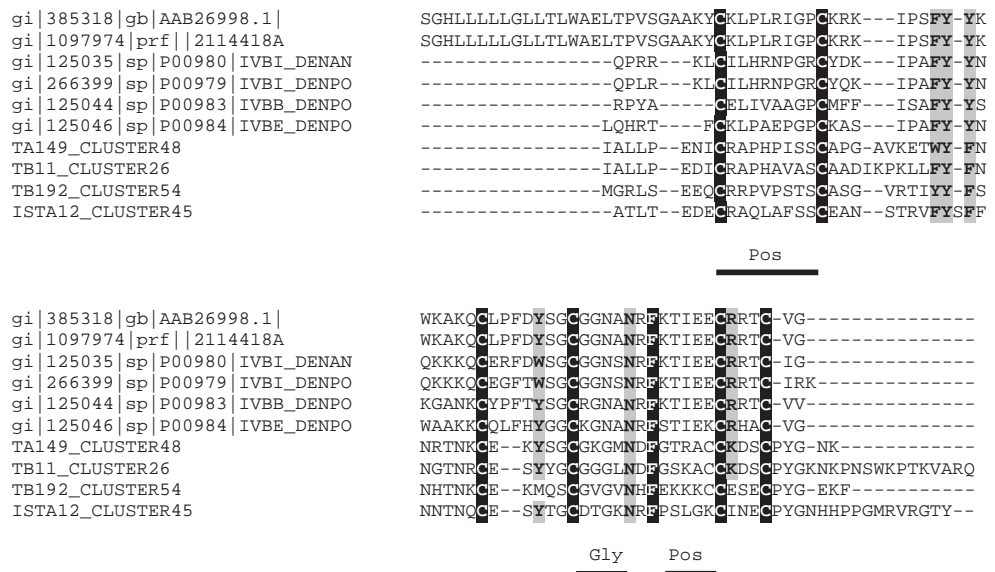 gi|385318|gb|AAB26998.1| SGHLLLLLGLLTLWAELTPVSGAAKYCKLPLRIGPCKRK---IPSFYY-YK
gi|1097974|prf||2114418A SGHLLLLLGLLTLWAELTPVSGAAKYCKLPLRIGPCKRK---IPSFYY-YK
gi|125035|sp|P00980|IVBI_DENAN -----------------QPRR---KLCILHRNPGRCYDK---IPAFYY-YN
gi|266399|sp|P00979|IVBI_DENPO -----------------QPLR---KLCILHRNPGRCYQK---IPAFYY-YN
gi|125044|sp|P00983|IVBB_DENPO -----------------RPYA-----CELIVAAGPCMFF---ISAFYY-YS
gi|125046|sp|P00984|IVBE_DENPO ----------------LQHRT----FCKLPAEPGPCKAS---IPAFYY-YN
TA149_CLUSTER48 ----------------IALLP--ENICRAPHPISSCAPG-AVKETWY-FN
TB11_CLUSTER26 ----------------IALLP--EDICRAPHAVASCAADIKPKLLFY-FN
TB192_CLUSTER54 ----------------MGRLS--EEQCRRPVPSTSCASG--VRTIYY-FS
ISTA12_CLUSTER45 -----------------ATLT--EDECRAQLAFSSCEAN--STRVFYSFF
Pos
gi|385318|gb|AAB26998.1| WKAKQCLPFDYSGCGGNANRFKTIEECRRTC-VG--------------
gi|1097974|prf||2114418A WKAKQCLPFDYSGCGGNANRFKTIEECRRTC-VG--------------
gi|125035|sp|P00980|IVBI_DENAN QKKKQCERFDWSGCGGNSNRFKTIEECRRTC-IG--------------
gi|266399|sp|P00979|IVBI_DENPO QKKKQCEGFTWSGCGGNSNRFKTIEECRRTC-IRK--------------
gi|125044|sp|P00983|IVBB_DENPO KGANKCYPFTYSGCRGNANRFKTIEECRRTC-VV--------------
gi|125046|sp|P00984|IVBE_DENPO WAAKKCQLFHYGGCKGNANRFSTIEKCRHAC-VG--------------
TA149_CLUSTER48 NRTNKCE--KYSGCGKGMNDFGTRACCKDSCPYG-NK------------
TB11_CLUSTER26 NGTNRCE--SYYGCGGGLNDFGSKACCKDSCPYGKNKPNSWKPTKVARQ
TB192_CLUSTER54 NHTNKCE--KMQSCGVGVNHFEKKKCCESECPYG-EKF-----------
ISTA12_CLUSTER45 NNTNQCE--SYTGCDTGKNRFPSLGKCINECPYGNHHPPGMRVRGTY--
Gly Pos